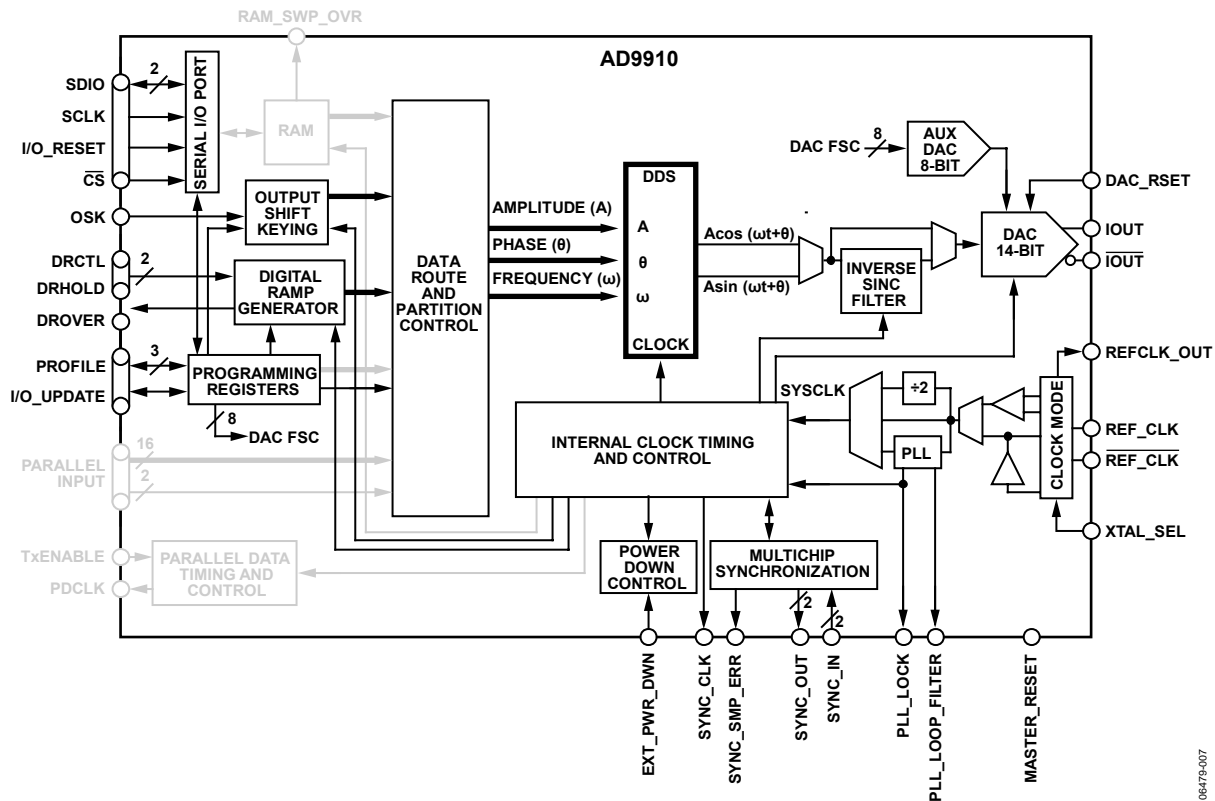 RAM_SWP_OVR
AD9910
SDIO
2
SCLK
I/O_RESET
CS
SERIAL I/O PORT
RAM
OSK
OUTPUT
SHIFT
KEYING
DRCTL
2
DRHOLD
DROVER
DIGITAL
RAMP
GENERATOR
PROFILE
3
I/O_UPDATE
PROGRAMMING
REGISTERS
8
DAC FSC
PARALLEL
INPUT
16
2
TxENABLE
PDCLK
PARALLEL DATA
TIMING AND
CONTROL
DATA
ROUTE
AND
PARTITION
CONTROL
AMPLITUDE (A)
PHASE (θ)
FREQUENCY (ω)
DDS
A
θ
ω
CLOCK
Acos (ωt+θ)
Asin (ωt+θ)
INVERSE
SINC
FILTER
DAC FSC
8
AUX
DAC
8-BIT
DAC
14-BIT
DAC_RSET
IOUT
IOUT
REFCLK_OUT
REF_CLK
REF_CLK
XTAL_SEL
CLOCK MODE
SYSCLK
÷2
PLL
INTERNAL CLOCK TIMING
AND CONTROL
POWER
DOWN
CONTROL
MULTICHIP
SYNCHRONIZATION
2
2
EXT_PWR_DWN
SYNC_CLK
SYNC_SMP_ERR
SYNC_OUT
SYNC_IN
PLL_LOCK
PLL_LOOP_FILTER
MASTER_RESET
06479-007